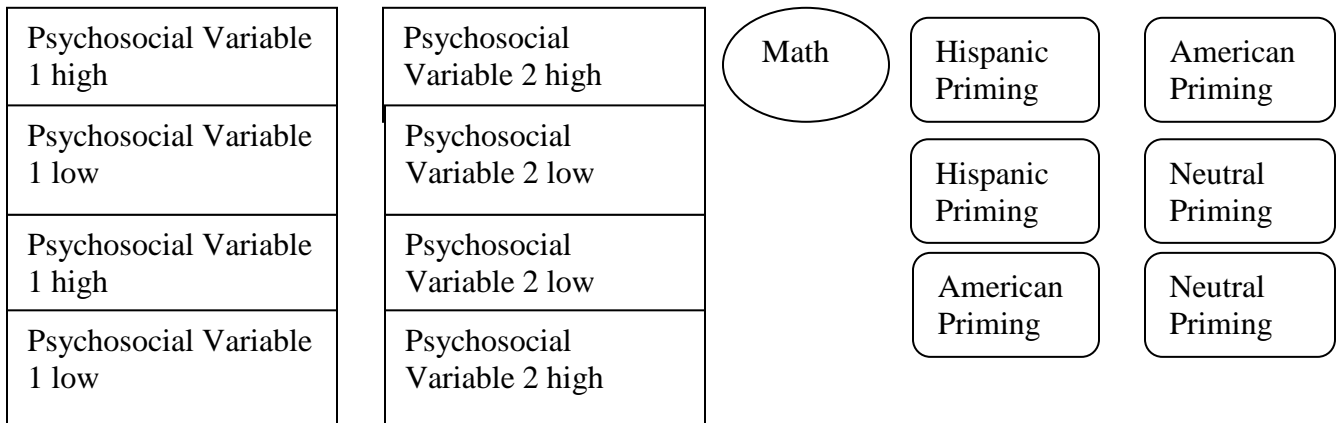 Psychosocial Variable
1 high
Psychosocial
Variable 2 high
Math
Hispanic
Priming
American
Priming
Psychosocial Variable
1 low
Psychosocial
Variable 2 low
Hispanic
Priming
Neutral
Priming
Psychosocial Variable
1 high
Psychosocial
Variable 2 low
American
Priming
Neutral
Priming
Psychosocial Variable
1 low
Psychosocial
Variable 2 high